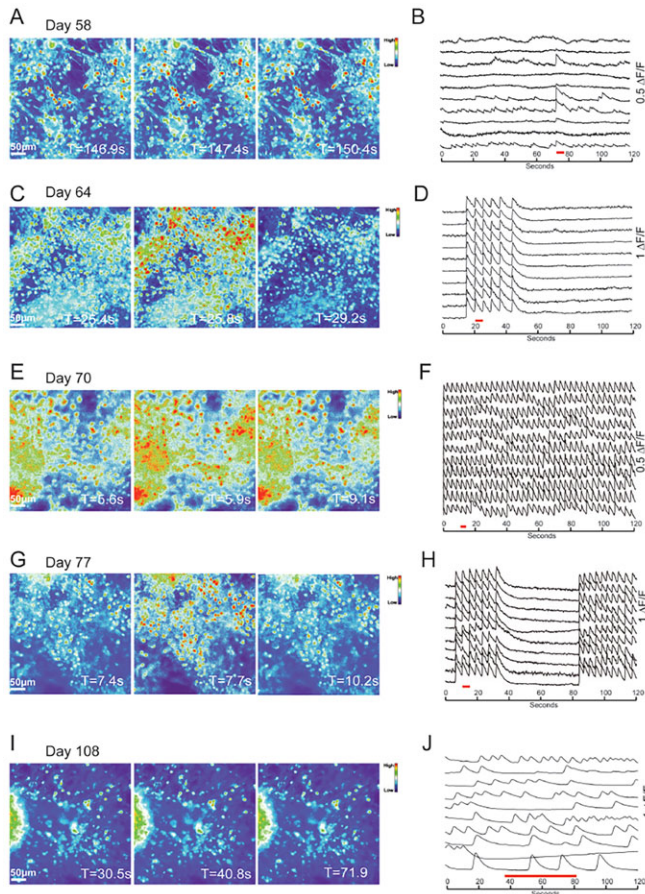 A Day 58
High
Low
50µm
T=146.9s T=147.4s T=150.4s
B
0.5 ΔF/F
0 20 40 60 80 100 120
Seconds
C Day 64
High
Low
50µm
T=25.4s T=25.8s T=29.2s
D
1 ΔF/F
0 20 40 60 80 100 120
Seconds
E Day 70
High
Low
50µm
T=5.6s T=5.9s T=9.1s
F
0.5 ΔF/F
0 20 40 60 80 100 120
Seconds
G Day 77
High
Low
50µm
T=7.4s T=7.7s T=10.2s
H
1 ΔF/F
0 20 40 60 80 100 120
Seconds
I Day 108
High
Low
50µm
T=30.5s T=40.8s T=71.9
J
0 20 40 60 80 100 120
Seconds